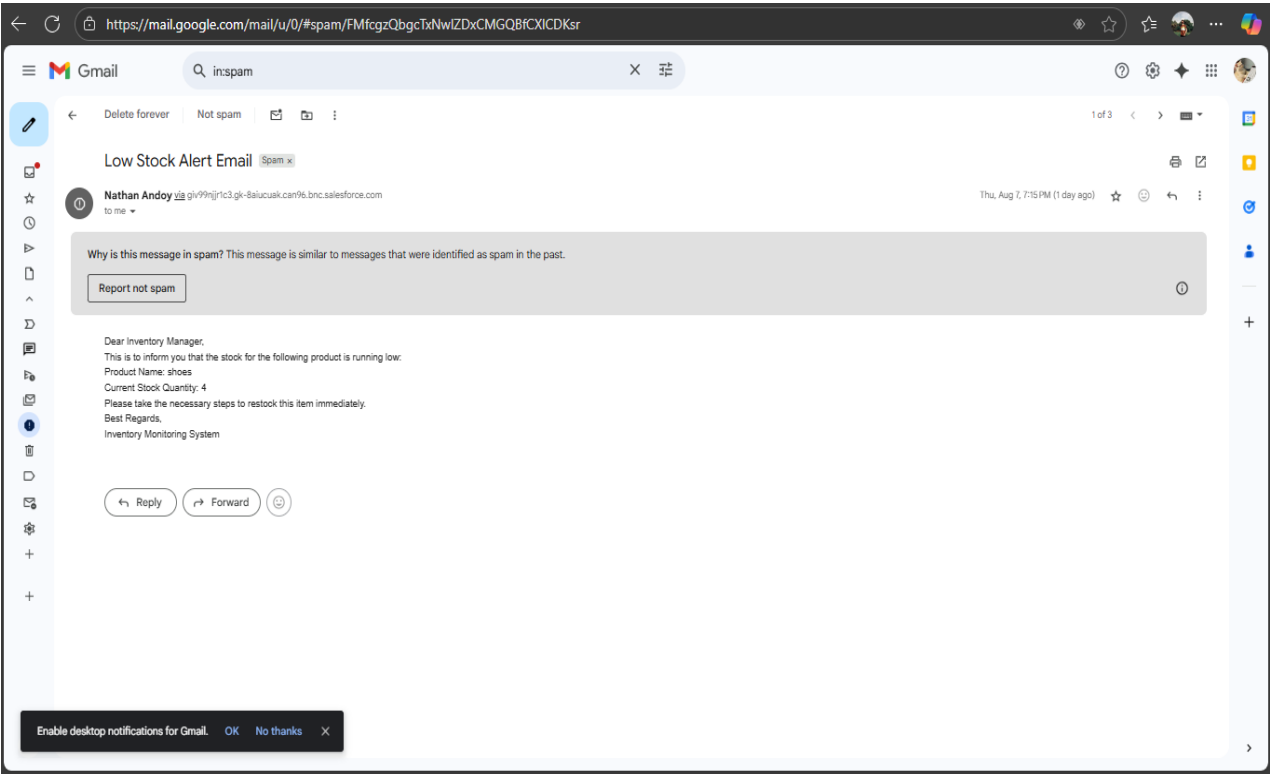 https://mail.google.com/mail/u/0/#spam/FMfcgzQbgcTxNwlZDxCMGQBfCXlCDKsr
Gmail
in:spam
Delete forever Not spam
1 of 3
Low Stock Alert Email Spam x
Nathan Andoy via giv99njjr1c3.gk-8aiucuak.can96.bnc.salesforce.com
Thu, Aug 7, 7:15 PM (1 day ago)
to me
Why is this message in spam? This message is similar to messages that were identified as spam in the past.
Report not spam
Dear Inventory Manager,
This is to inform you that the stock for the following product is running low:
Product Name: shoes
Current Stock Quantity: 4
Please take the necessary steps to restock this item immediately.
Best Regards,
Inventory Monitoring System
Reply Forward
Enable desktop notifications for Gmail. OK No thanks